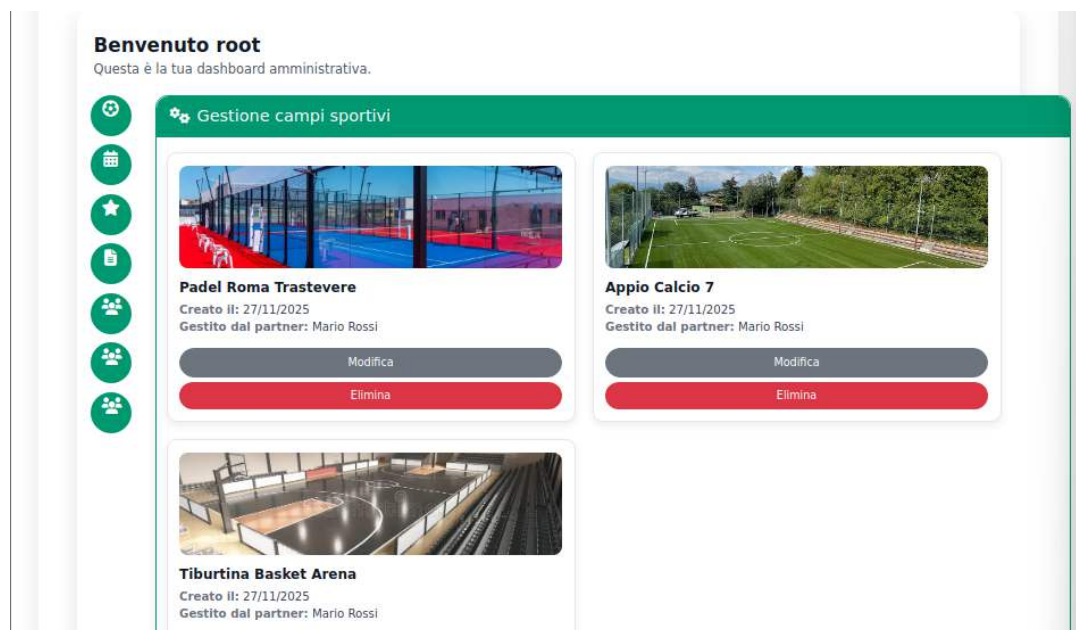 Benvenuto root
Questa è la tua dashboard amministrativa.
Gestione campi sportivi
Padel Roma Trastevere
Creato il: 27/11/2025
Gestito dal partner: Mario Rossi
Modifica
Elimina
Appio Calcio 7
Creato il: 27/11/2025
Gestito dal partner: Mario Rossi
Modifica
Elimina
Tiburtina Basket Arena
Creato il: 27/11/2025
Gestito dal partner: Mario Rossi